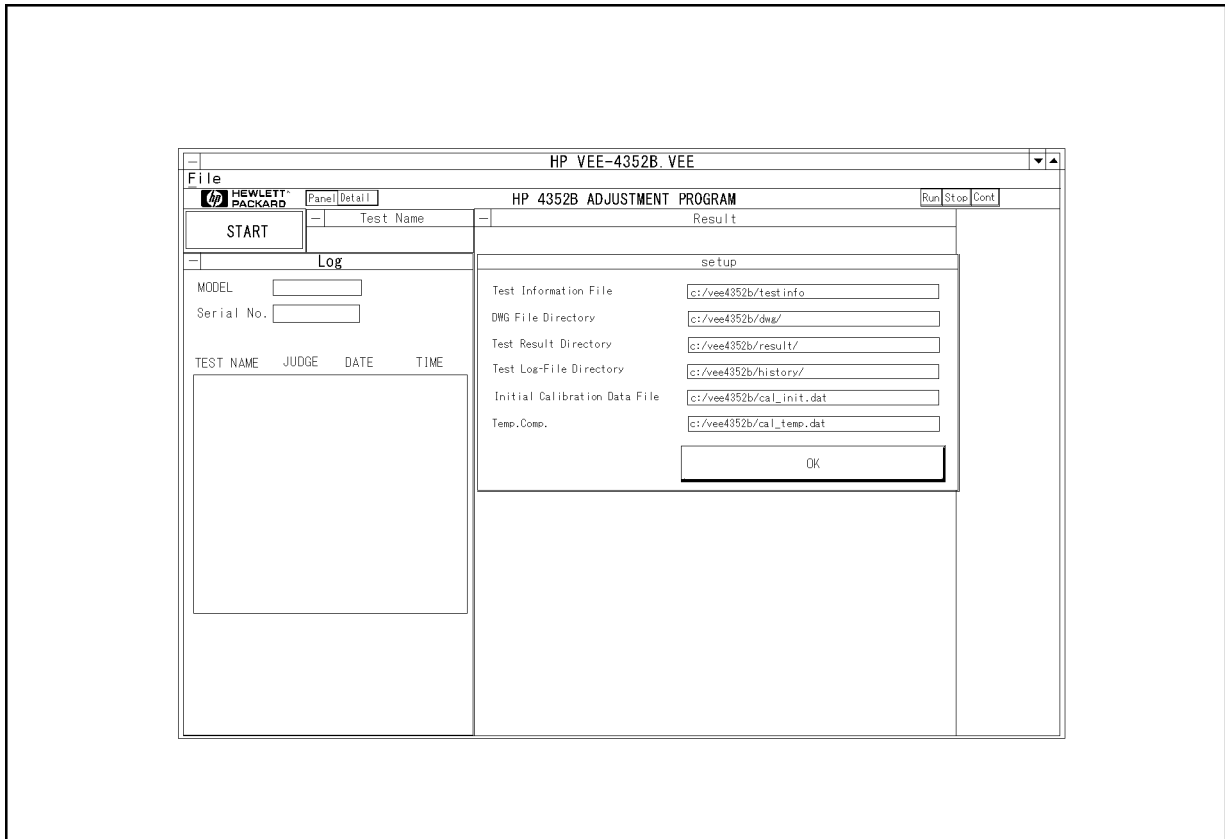 HP VEE-4352B.VEE
File
hp HEWLETT PACKARD Panel Detail HP 4352B ADJUSTMENT PROGRAM Run Stop Cont
START Test Name Result
Log
MODEL
Serial No.
TEST NAME JUDGE DATE TIME
setup
Test Information File c:/vee4352b/testinfo
DWG File Directory c:/vee4352b/dwg/
Test Result Directory c:/vee4352b/result/
Test Log-File Directory c:/vee4352b/history/
Initial Calibration Data File c:/vee4352b/cal_init.dat
Temp.Comp. c:/vee4352b/cal_temp.dat
OK